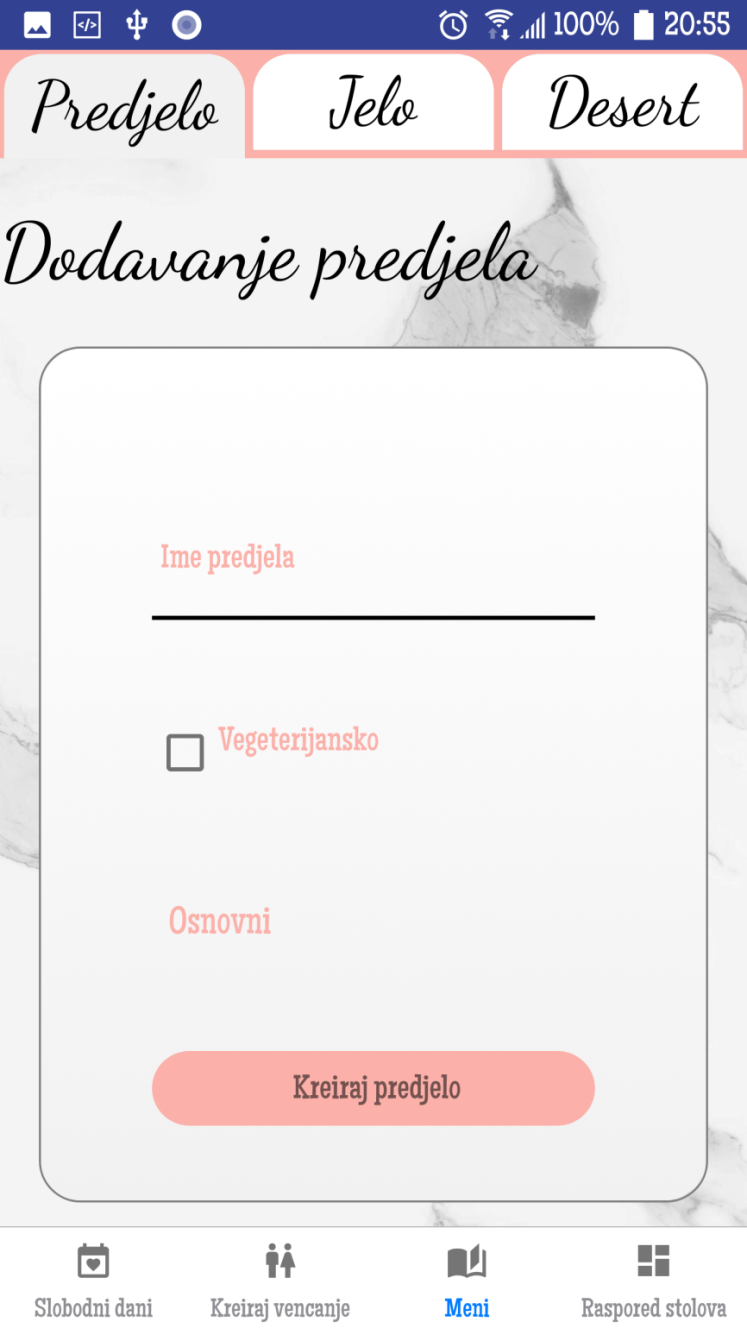 100% 20:55
Predjelo Jelo Desert
Dodavanje predjela
Ime predjela
Vegeterijansko
Osnovni
Kreiraj predjelo
Slobodni dani Kreiraj vencanje Meni Raspored stolova